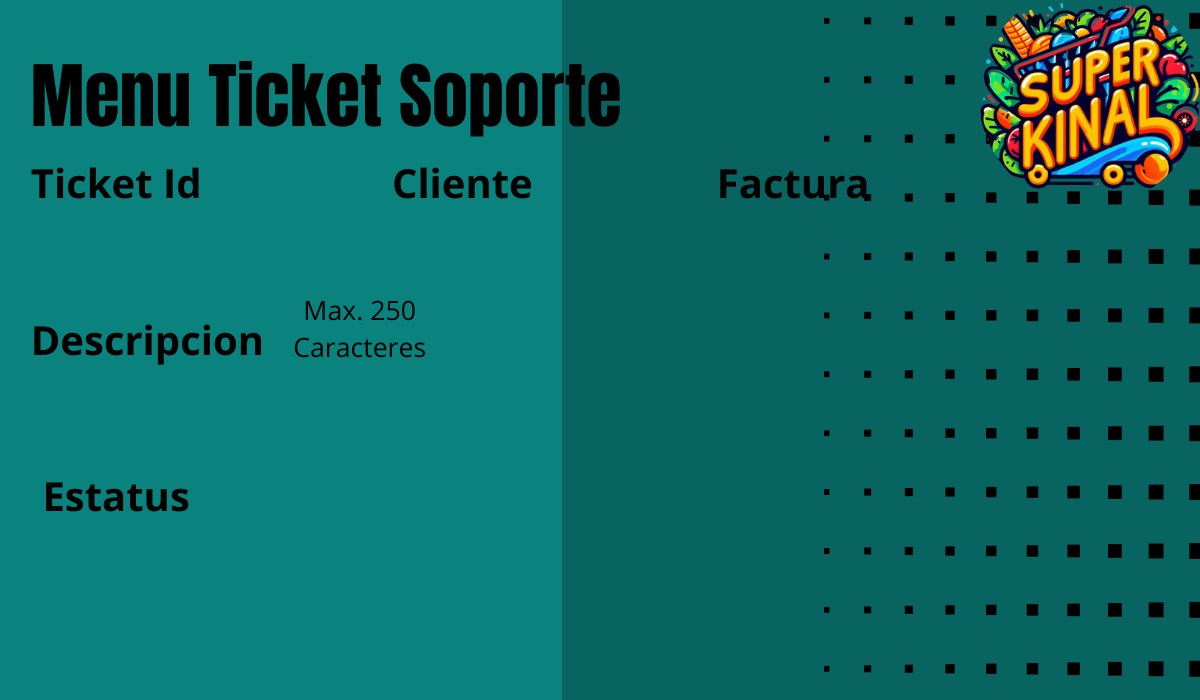 Menu Ticket Soporte
SUPER
KINAL
Ticket Id Cliente Factura
Max. 250
Caracteres
Descripcion
Estatus